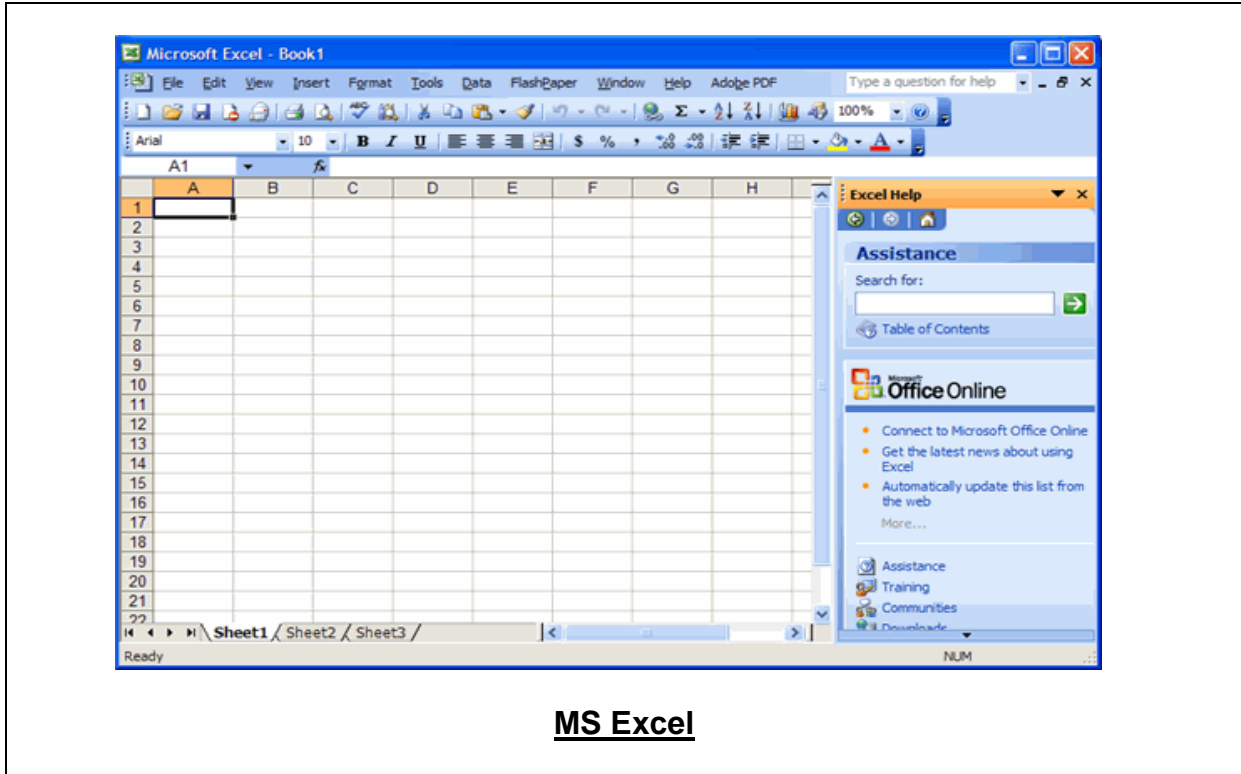 Microsoft Excel - Book1
File Edit View Insert Format Tools Data FlashPaper Window Help Adobe PDF Type a question for help
100%
Arial 10 B I U $ % , A
A1 fx
A B C D E F G H
1
2
3
4
5
6
7
8
9
10
11
12
13
14
15
16
17
18
19
20
21
22
Excel Help
Assistance
Search for:
Table of Contents
Microsoft
Office Online
Connect to Microsoft Office Online
Get the latest news about using
Excel
Automatically update this list from
the web
More...
Assistance
Training
Communities
Downloads
Sheet1 / Sheet2 / Sheet3 /
Ready NUM
MS Excel